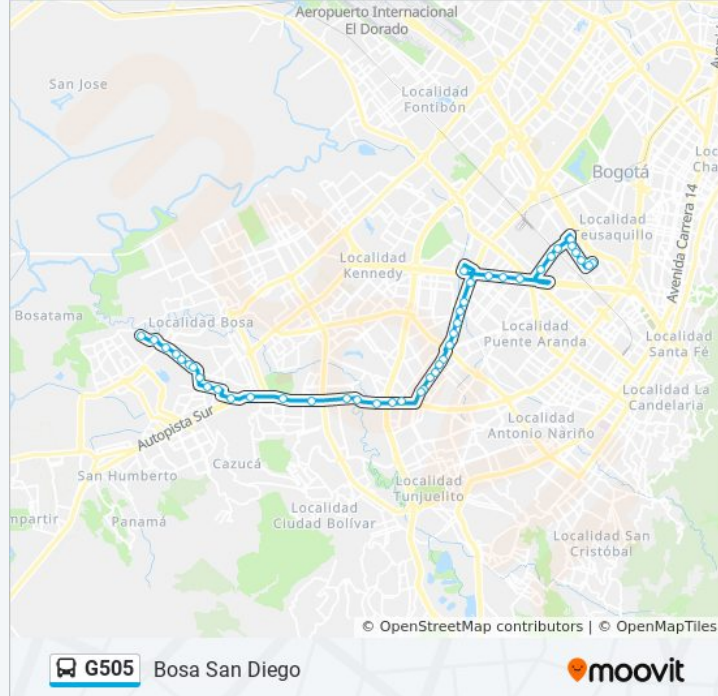 Aeropuerto Internacional
El Dorado
San Jose
Localidad
Fontibón
Bogotá
Localidad
Teusaquillo
Avenida Carrera 14
Localidad
Kennedy
Bosatama
Localidad Bosa
Localidad
Puente Aranda
Localidad
Santa Fé
Localidad La
Candelaria
Autopista Sur
Localidad
Antonio Nariño
Cazucá
San Humberto
Localidad
Tunjuelito
Localidad
Ciudad Bolívar
mpartir
Panamá
Localidad San
Cristóbal
© OpenStreetMap contributors | © OpenMapTiles
G505
Bosa San Diego
moovit